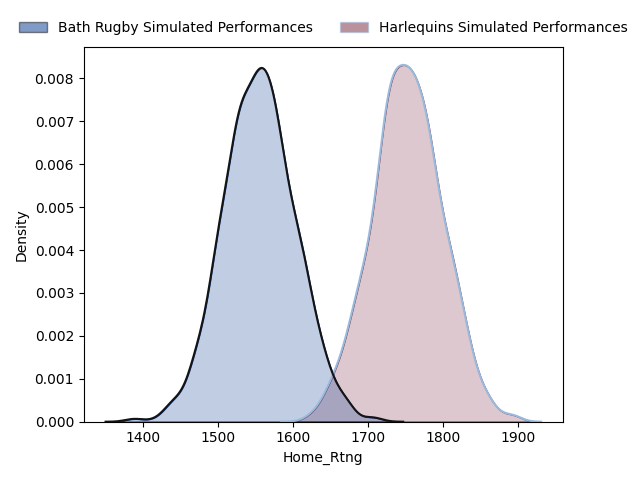 Bath Rugby Simulated Performances Harlequins Simulated Performances
0.008
0.007
0.006
0.005
0.004
0.003
0.002
0.001
0.000
Density
1400 1500 1600 1700 1800 1900
Home_Rtng